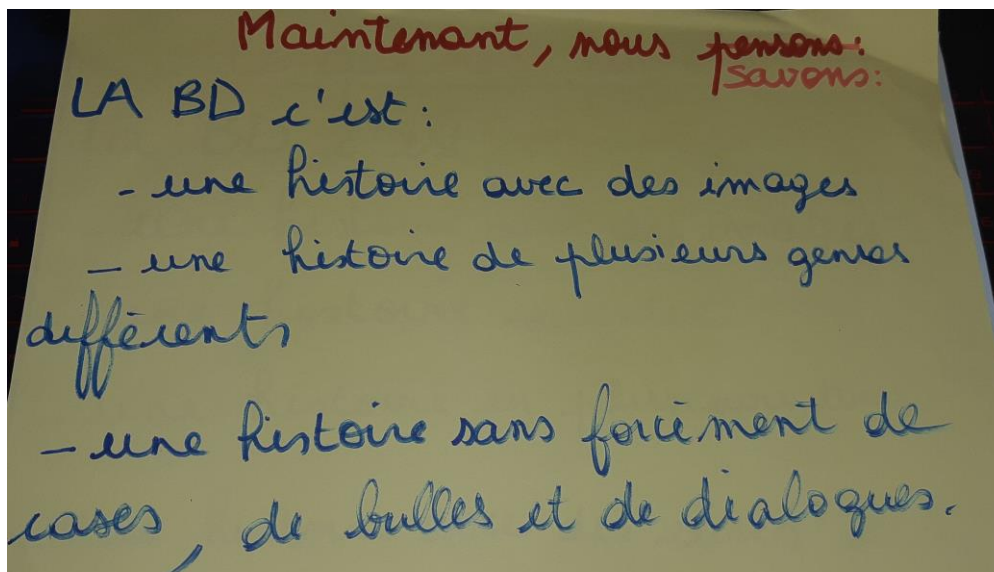 Maintenant, nous pensons:
savons:
LA BD c'est:
- une histoire avec des images
- une histoire de plusieurs genres
différents
- une histoire sans forcément de
cases, de bulles et de dialogues.